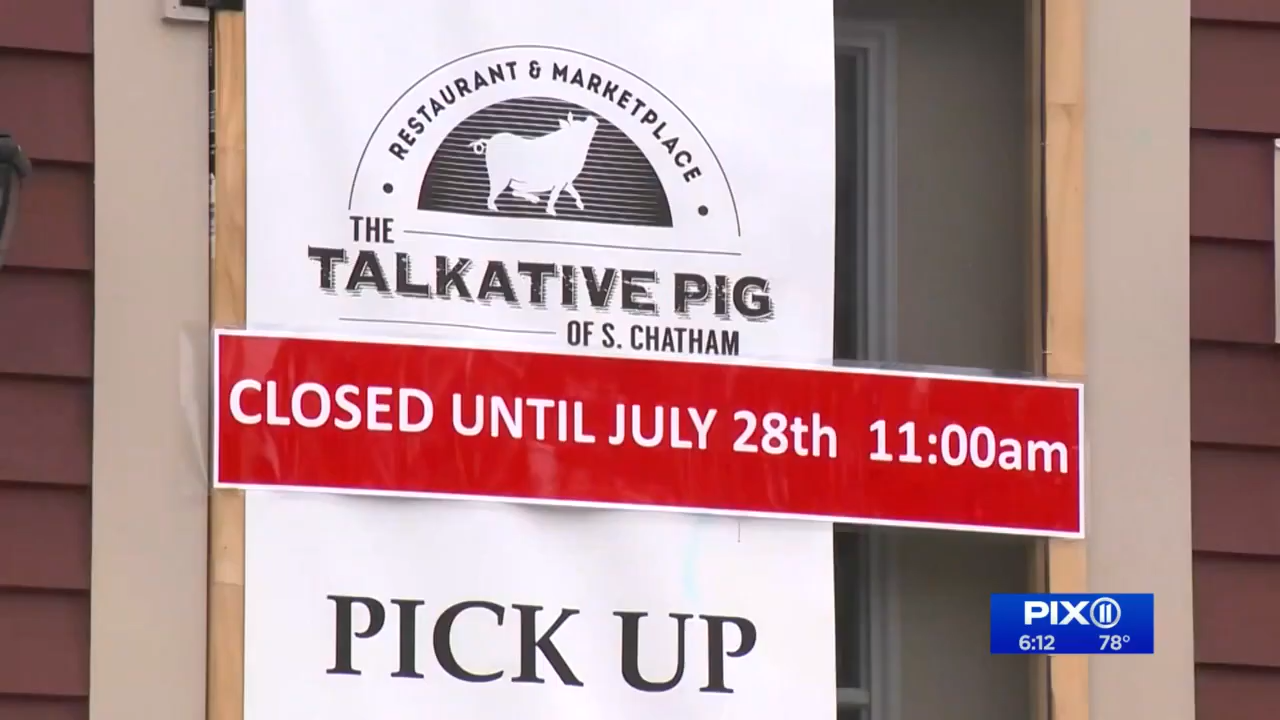 RESTAURANT & MARKETPLACE
THE
TALKATIVE PIG
OF S. CHATHAM
CLOSED UNTIL JULY 28th 11:00am
PICK UP
PIX11
6:12 78°